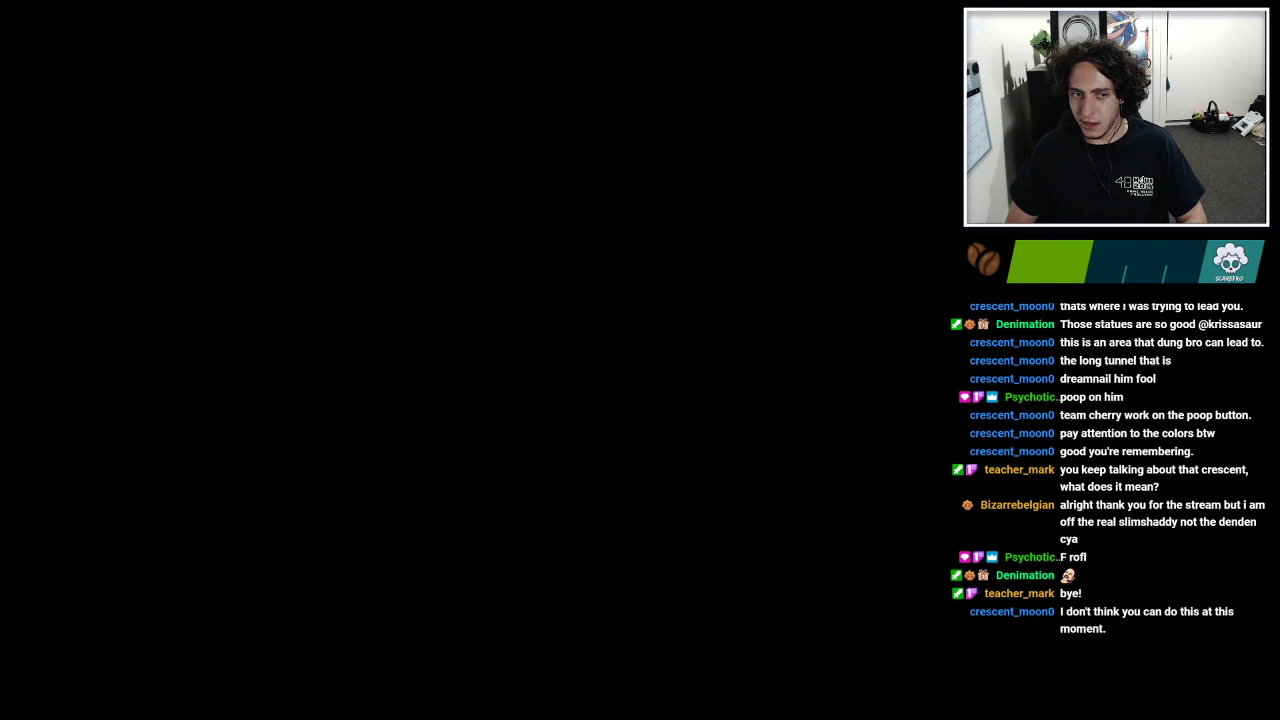 SCAREFRO
crescent_moon0 thats where i was trying to lead you.
Denimation Those statues are so good @krissasaur
crescent_moon0 this is an area that dung bro can lead to.
crescent_moon0 the long tunnel that is
crescent_moon0 dreamnail him fool
Psychotic.. poop on him
crescent_moon0 team cherry work on the poop button.
crescent_moon0 pay attention to the colors btw
crescent_moon0 good you're remembering.
teacher_mark you keep talking about that crescent,
what does it mean?
Bizarrebelgian alright thank you for the stream but i am
off the real slimshaddy not the denden
cya
Psychotic.. F rofl
Denimation
teacher_mark bye!
crescent_moon0 I don't think you can do this at this
moment.